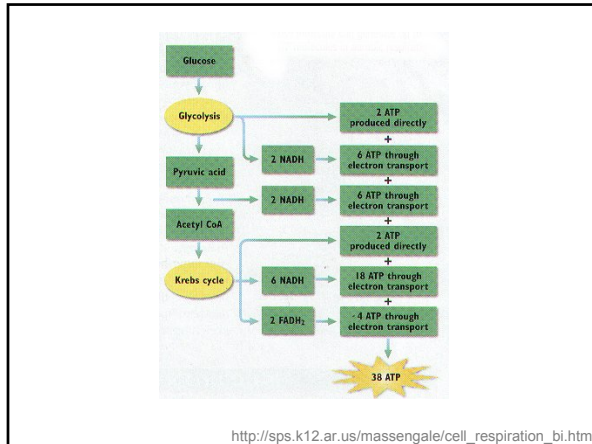 Glucose
Glycolysis
2 ATP
produced directly
+
2 NADH
6 ATP through
electron transport
+
Pyruvic acid
2 NADH
6 ATP through
electron transport
+
Acetyl CoA
2 ATP
produced directly
+
Krebs cycle
6 NADH
18 ATP through
electron transport
+
2 FADH₂
4 ATP through
electron transport
38 ATP
http://sps.k12.ar.us/massengale/cell_respiration_bi.htm